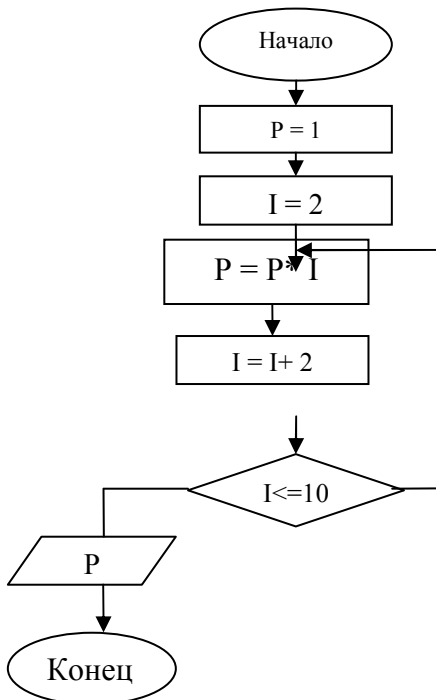 Начало
P = 1
I = 2
P = P* I
I = I+ 2
I<=10
P
Конец